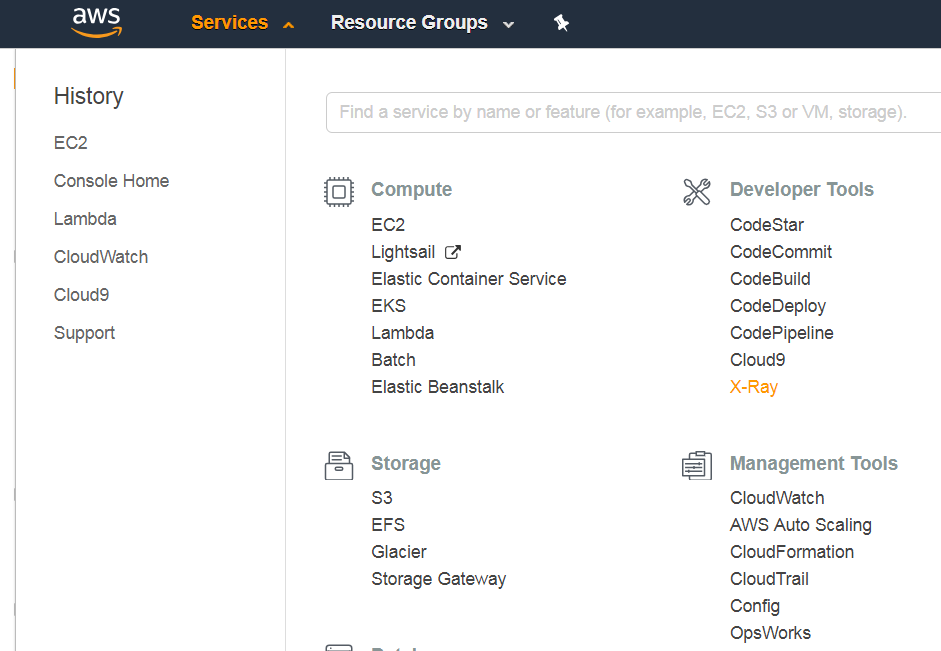 aws Services Resource Groups
History
EC2
Console Home
Lambda
CloudWatch
Cloud9
Support
Find a service by name or feature (for example, EC2, S3 or VM, storage).
Compute
EC2
Lightsail
Elastic Container Service
EKS
Lambda
Batch
Elastic Beanstalk
Storage
S3
EFS
Glacier
Storage Gateway
Developer Tools
CodeStar
CodeCommit
CodeBuild
CodeDeploy
CodePipeline
Cloud9
X-Ray
Management Tools
CloudWatch
AWS Auto Scaling
CloudFormation
CloudTrail
Config
OpsWorks